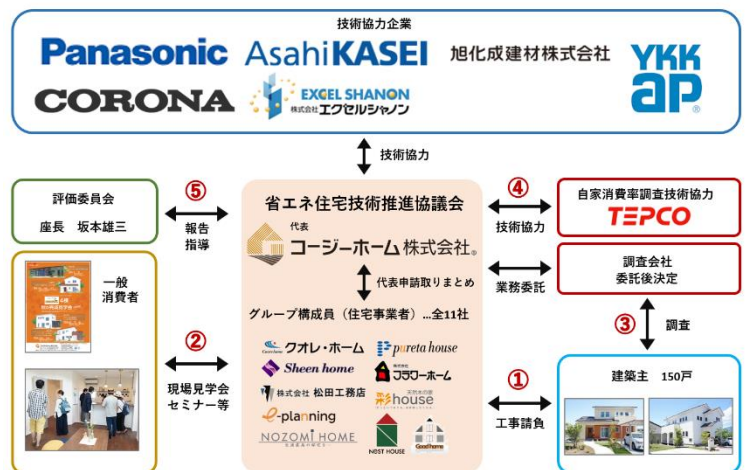 技術協力企業
Panasonic
AsahiKASEI
旭化成建材株式会社
YKK
ap
CORONA
EXCEL SHANON
株式会社エクセルシャノン
技術協力
⑤
報告
指導
評価委員会
座長 坂本雄三
省エネ住宅技術推進協議会
代表
コージーホーム 株式会社
代表申請取りまとめ
グループ構成員(住宅事業者)…全11社
クオレ・ホーム
pureta house
Sheen home
株式会社
フラワーホーム
株式会社 松田工務店
彩house
e-planning
NOZOMI HOME
NEST HOUSE
Good home
④
技術協力
自家消費率調査技術協力
TEPCO
業務委託
調査会社
委託後決定
③
調査
一般
消費者
②
現場見学会
セミナー等
①
工事請負
建築主 150戸